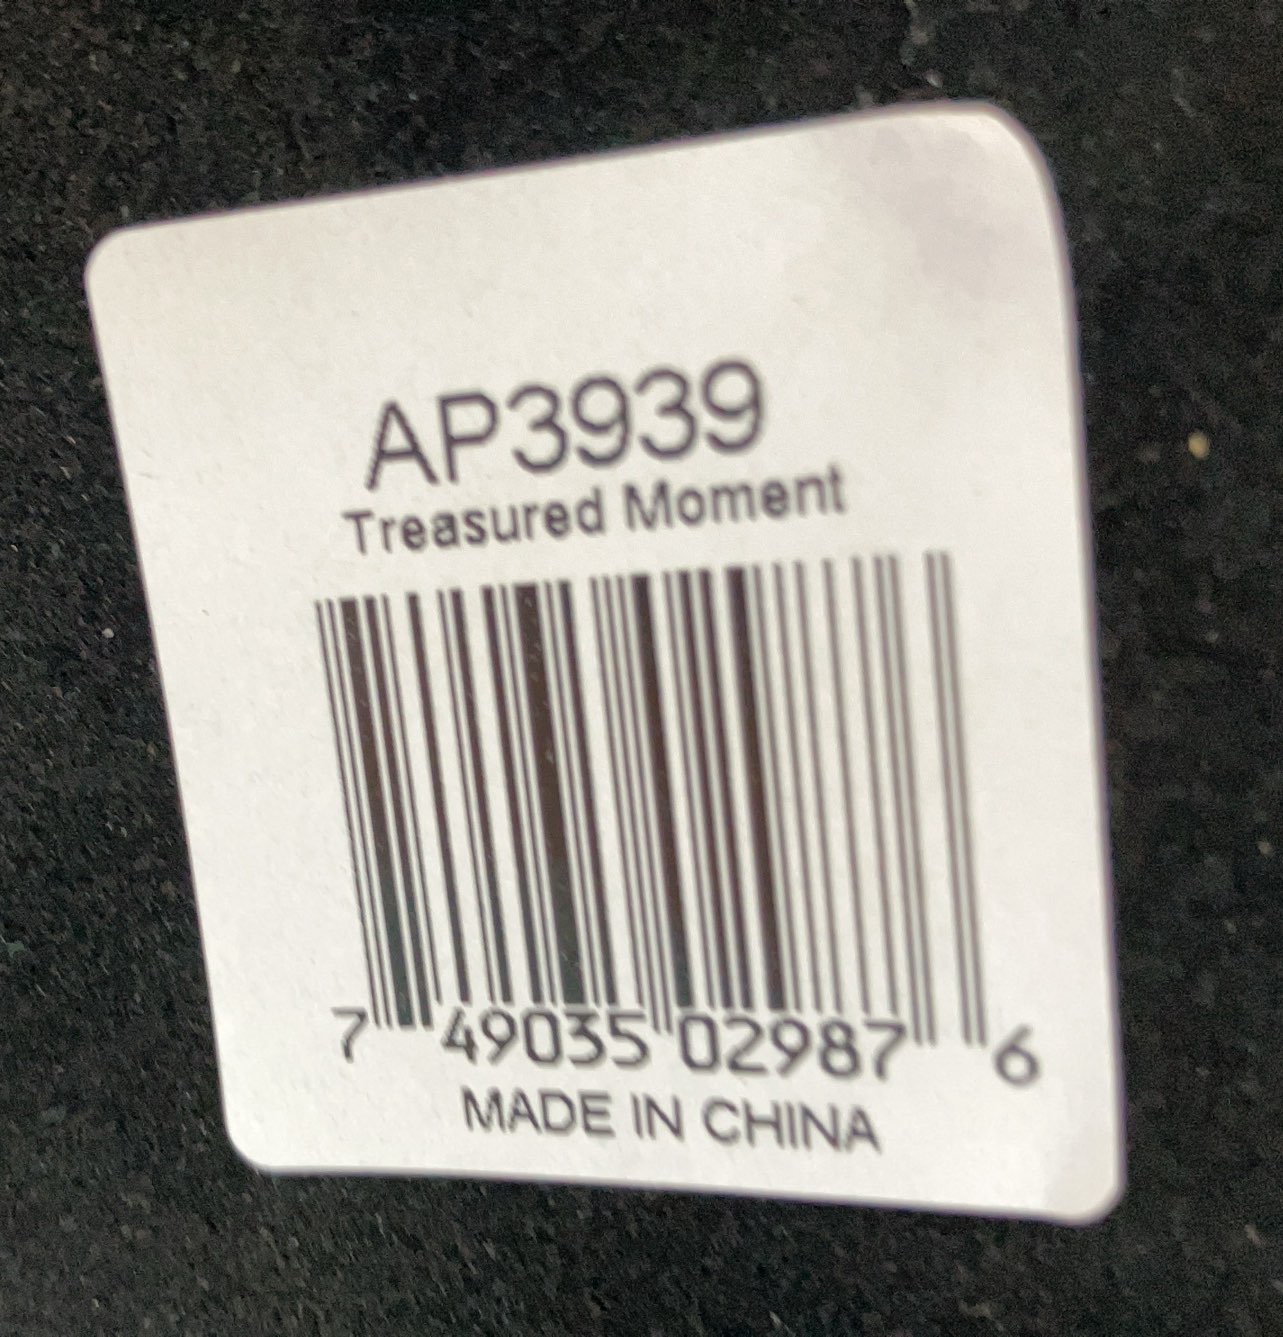 AP3939
Treasured Moment
7 49035 02987 6
MADE IN CHINA